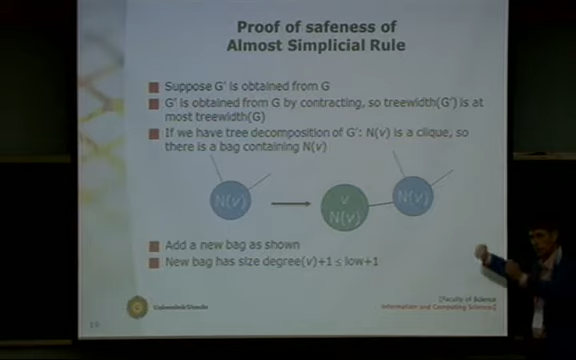 Proof of safeness of
Almost Simplicial Rule
Suppose G' is obtained from G
G' is obtained from G by contracting, so treewidth(G') is at
most treewidth(G)
If we have tree decomposition of G': N(v) is a clique, so
there is a bag containing N(v)
N(v)
v
N(v)
N(v)
Add a new bag as shown
New bag has size degree(v)+1 ≤ low+1
Universiteit Utrecht
[Faculty of Science
Information and Computing Sciences]